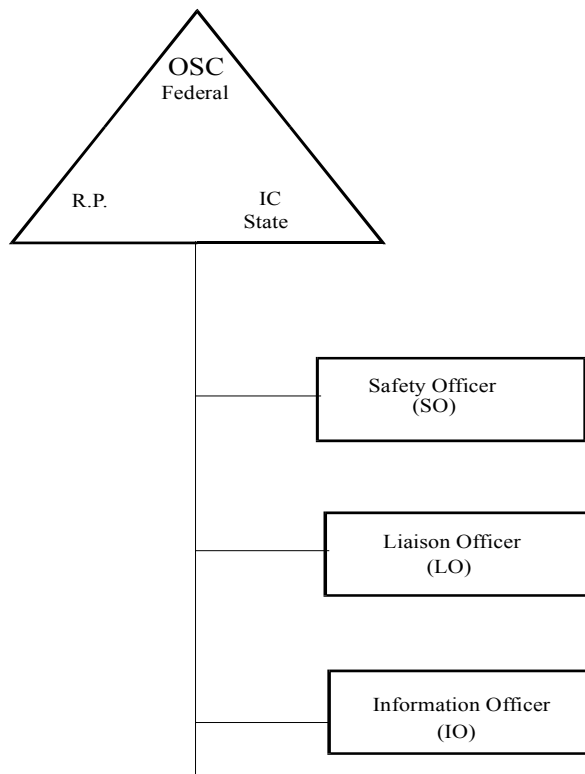 OSC
Federal
R.P.
IC
State
Safety Officer
(SO)
Liaison Officer
(LO)
Information Officer
(IO)